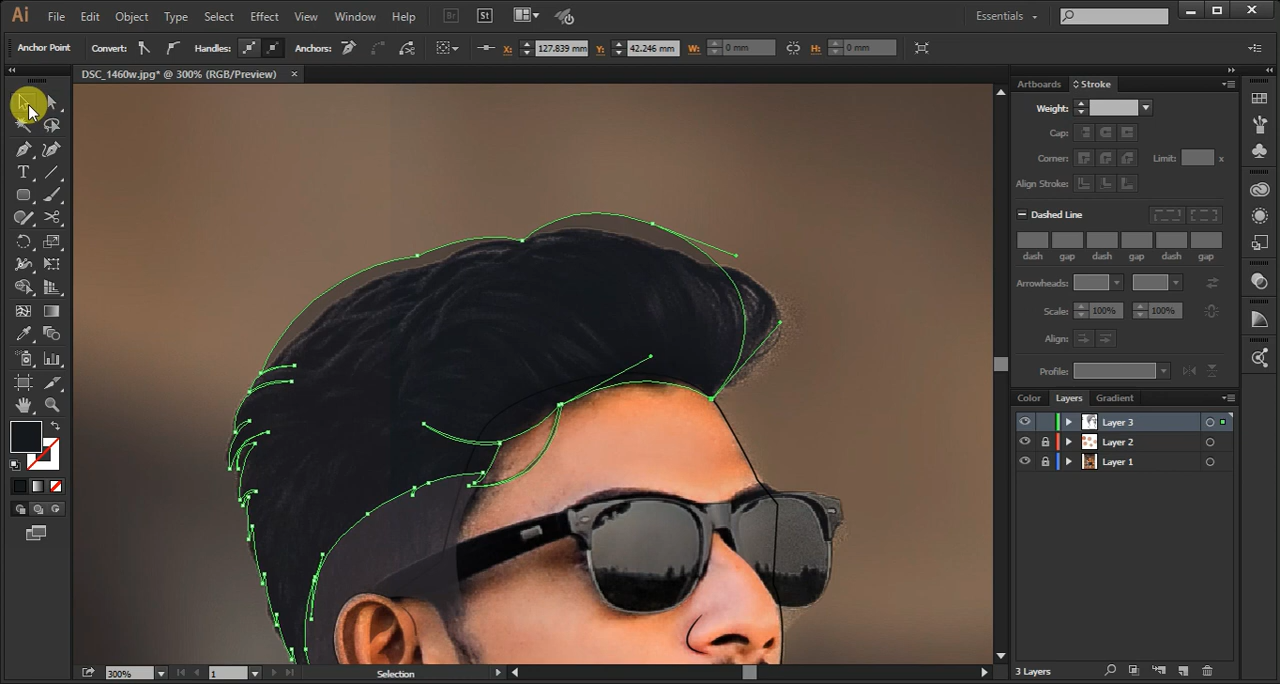 Ai File Edit Object Type Select Effect View Window Help Br St Essentials
Anchor Point Convert: Handles: Anchors: X: 127.839 mm Y: 42.246 mm W: 0 mm H: 0 mm
DSC_1460w.jpg* @ 300% (RGB/Preview) ×
Artboards Stroke
Weight:
Cap:
Corner: Limit: x
Align Stroke:
Dashed Line
dash gap dash gap dash gap
Arrowheads:
Scale: 100% 100%
Align:
Profile:
Color Layers Gradient
Layer 3
Layer 2
Layer 1
3 Layers
300% 1 Selection